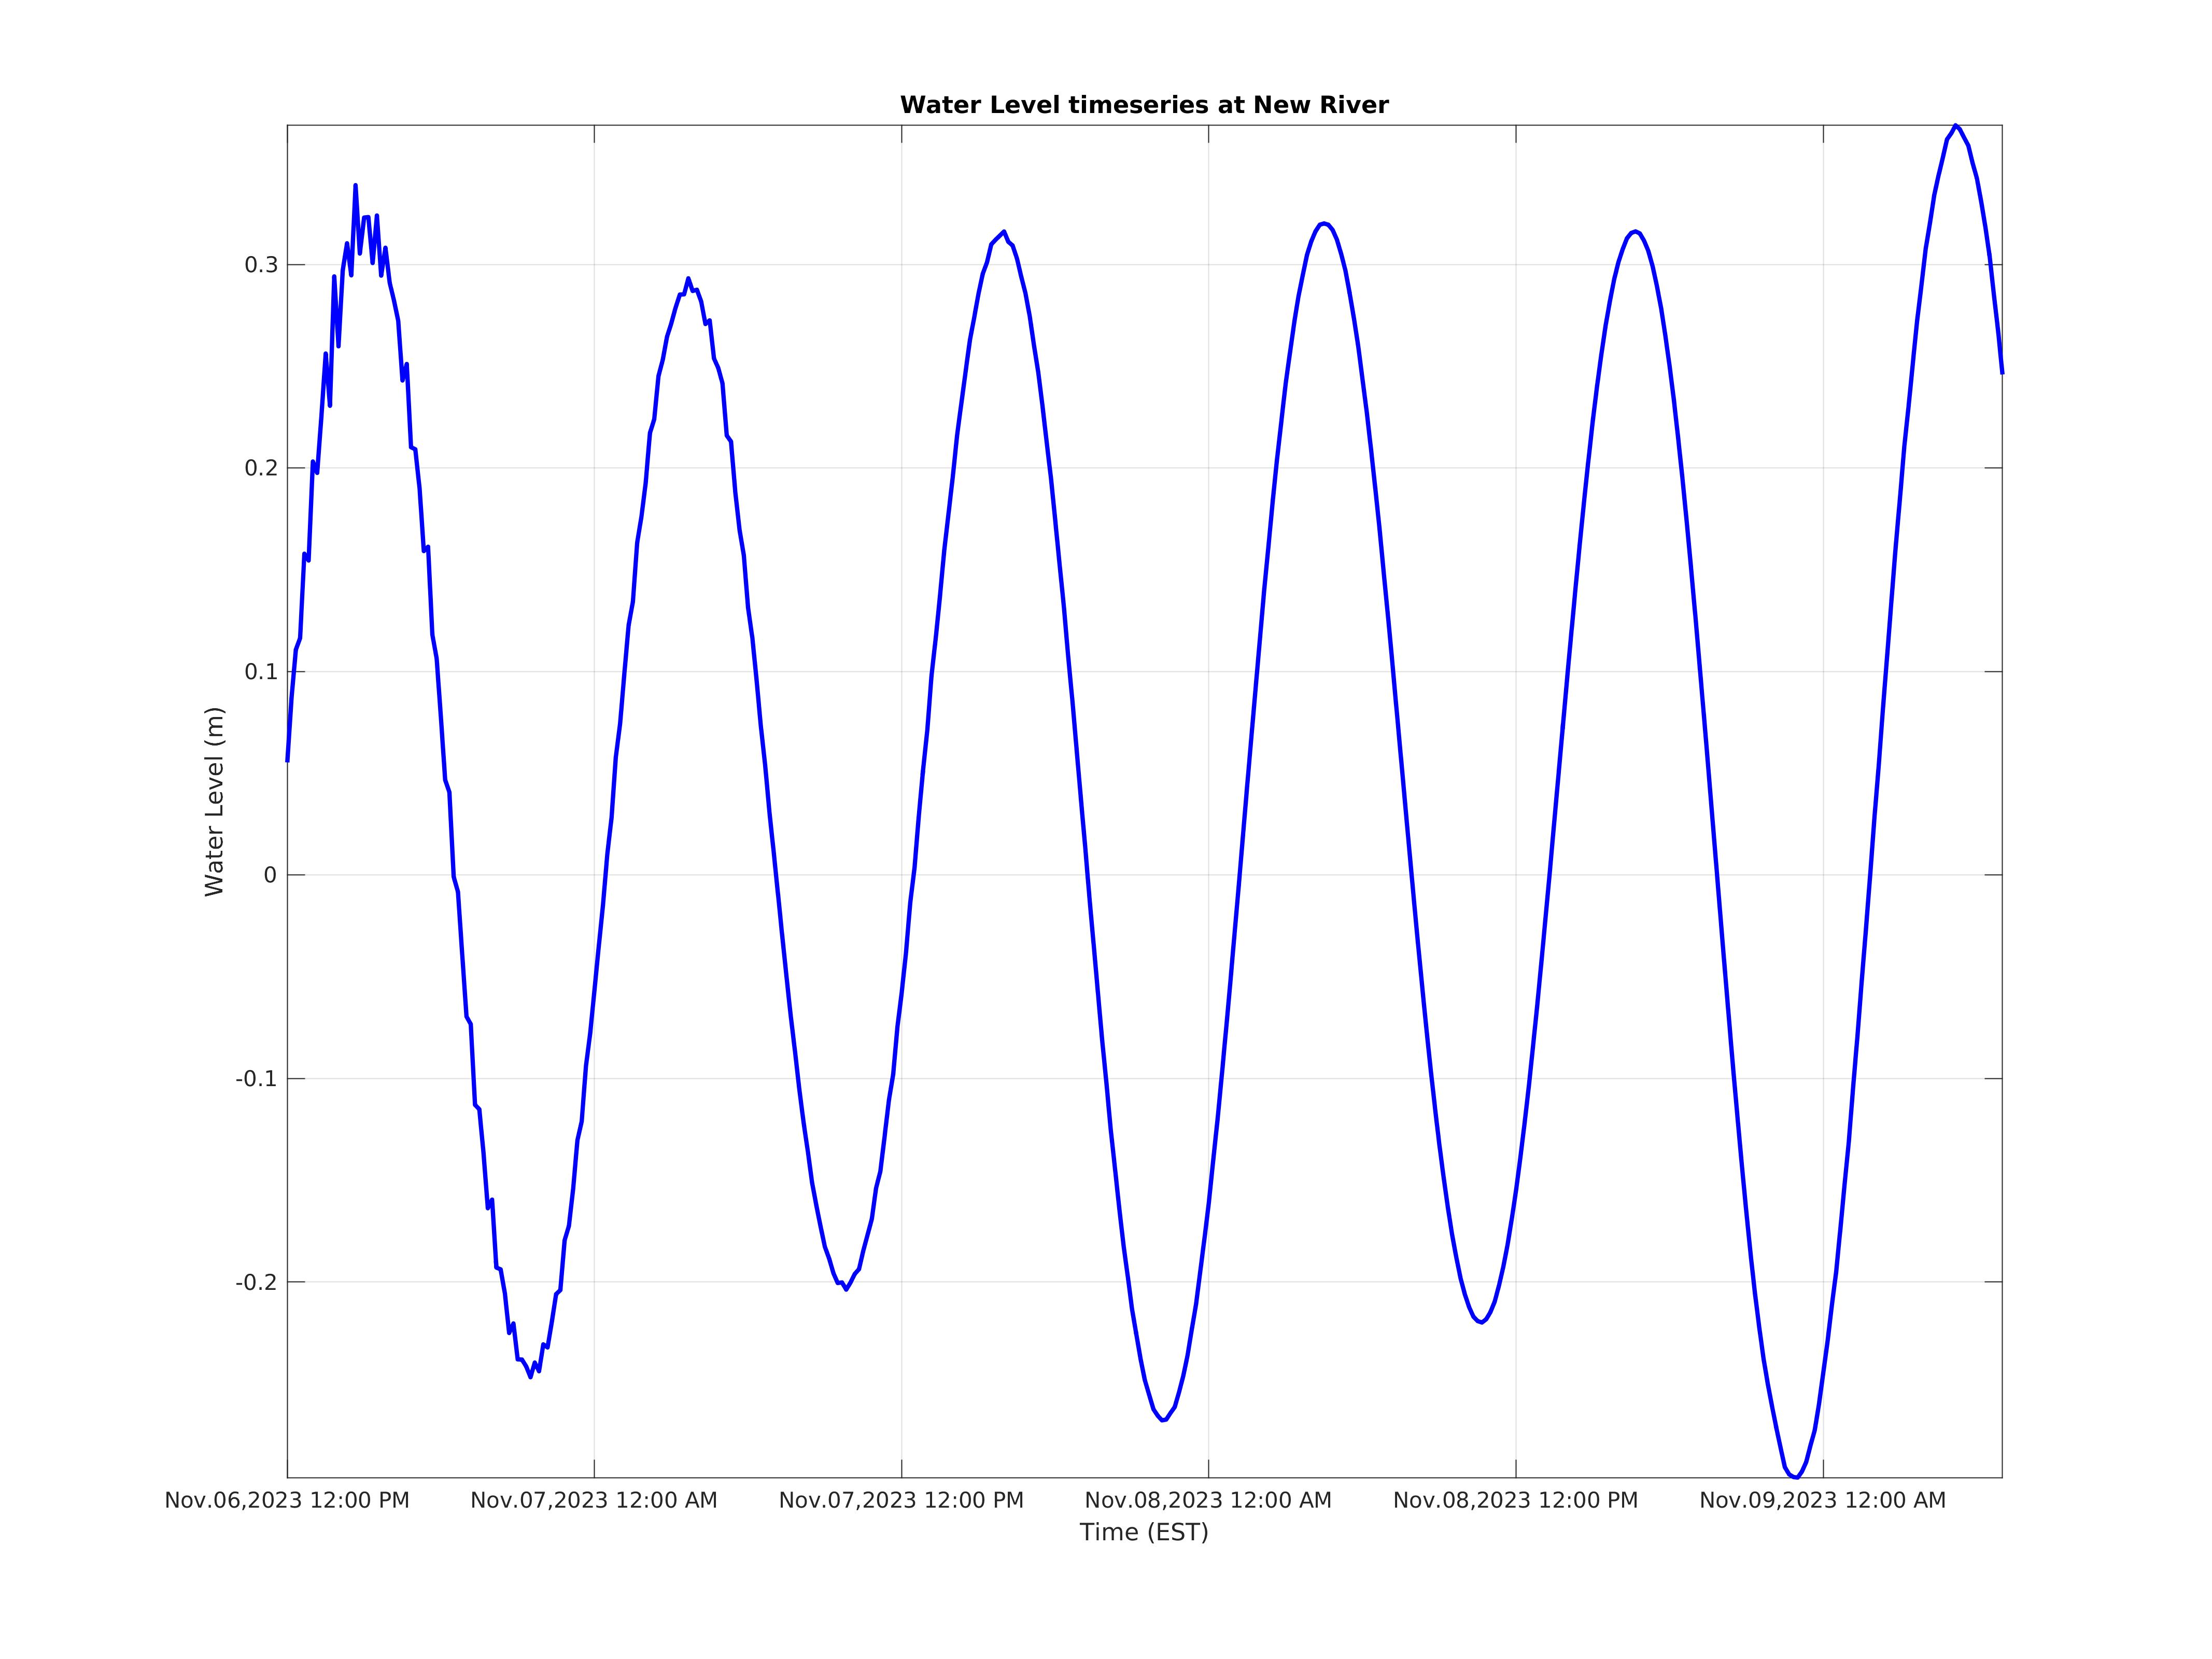 Water Level timeseries at New River
0.3
0.2
0.1
0
-0.1
-0.2
Water Level (m)
Nov.06,2023 12:00 PM Nov.07,2023 12:00 AM Nov.07,2023 12:00 PM Nov.08,2023 12:00 AM Nov.08,2023 12:00 PM Nov.09,2023 12:00 AM
Time (EST)